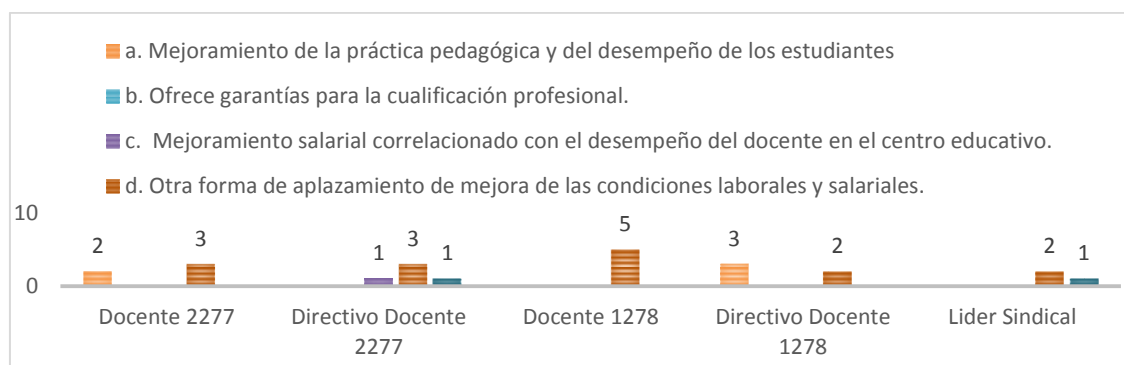 a. Mejoramiento de la práctica pedagógica y del desempeño de los estudiantes
b. Ofrece garantías para la cualificación profesional.
c. Mejoramiento salarial correlacionado con el desempeño del docente en el centro educativo.
d. Otra forma de aplazamiento de mejora de las condiciones laborales y salariales.
10
0
2
3
1
3
1
5
3
2
2
1
Docente 2277
Directivo Docente
2277
Docente 1278
Directivo Docente
1278
Lider Sindical